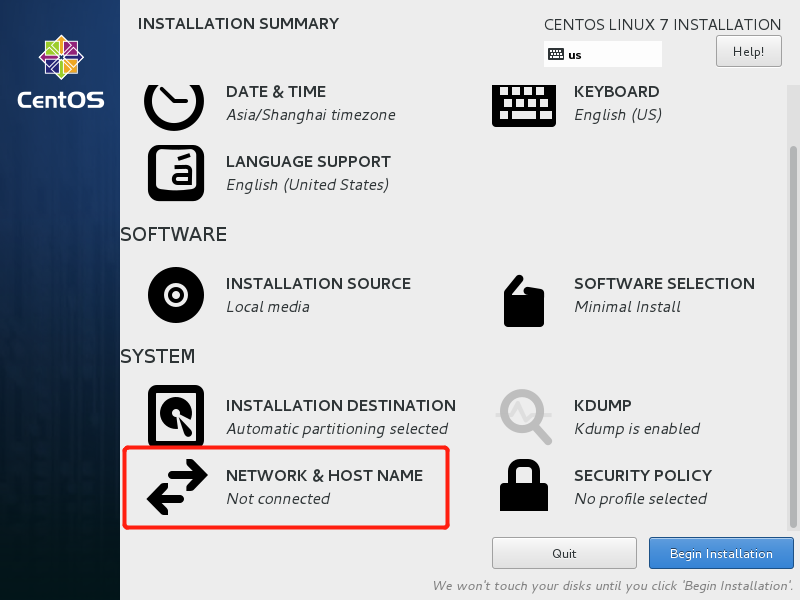 INSTALLATION SUMMARY
CENTOS LINUX 7 INSTALLATION
us
Help!
CentOS
DATE & TIME
Asia/Shanghai timezone
KEYBOARD
English (US)
LANGUAGE SUPPORT
English (United States)
SOFTWARE
INSTALLATION SOURCE
Local media
SOFTWARE SELECTION
Minimal Install
SYSTEM
INSTALLATION DESTINATION
Automatic partitioning selected
KDUMP
Kdump is enabled
NETWORK & HOST NAME
Not connected
SECURITY POLICY
No profile selected
Quit
Begin Installation
We won't touch your disks until you click 'Begin Installation'.